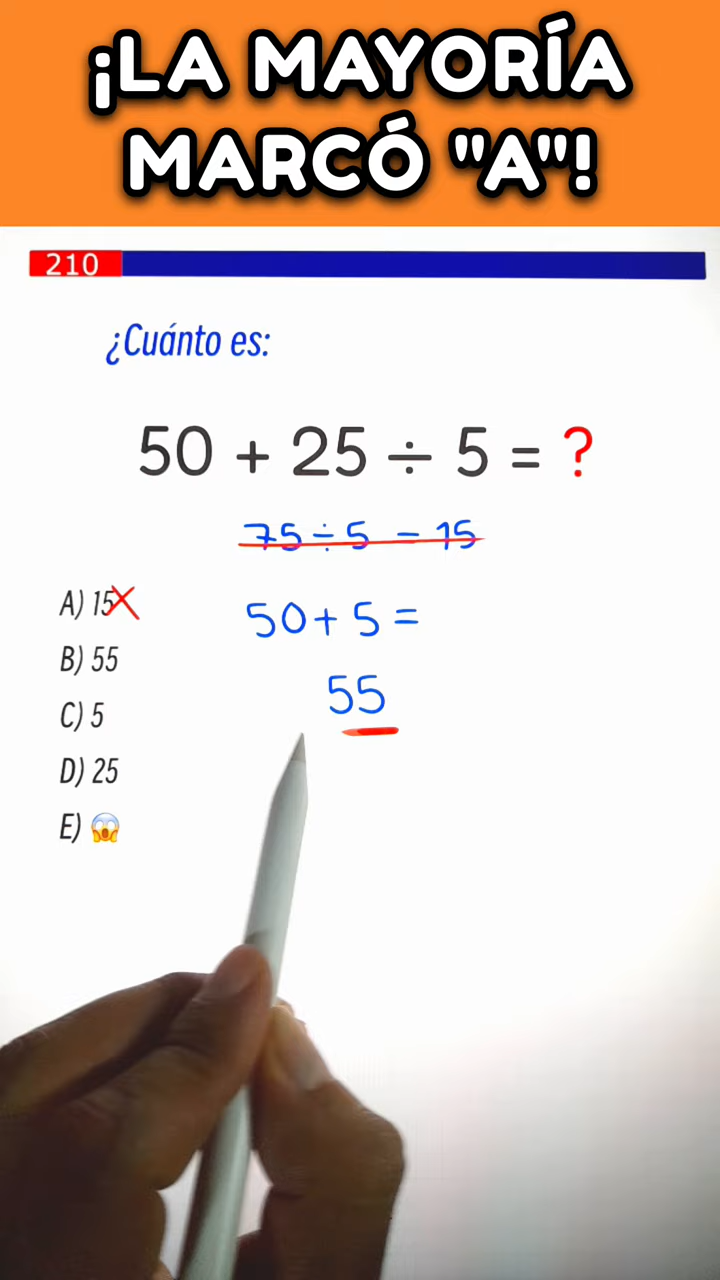 ¡LA MAYORÍA
MARCÓ "A"!
210
¿Cuánto es:
50 + 25 ÷ 5 = ?
75 ÷ 5 = 15
A) 15
50 + 5 =
B) 55
55
C) 5
D) 25
E) 😱